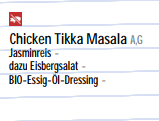 Chicken Tikka Masala A,G
Jasminreis -
dazu Eisbergsalat -
BIO-Essig-Öl-Dressing -